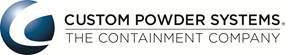 CUSTOM POWDER SYSTEMS®
THE CONTAINMENT COMPANY